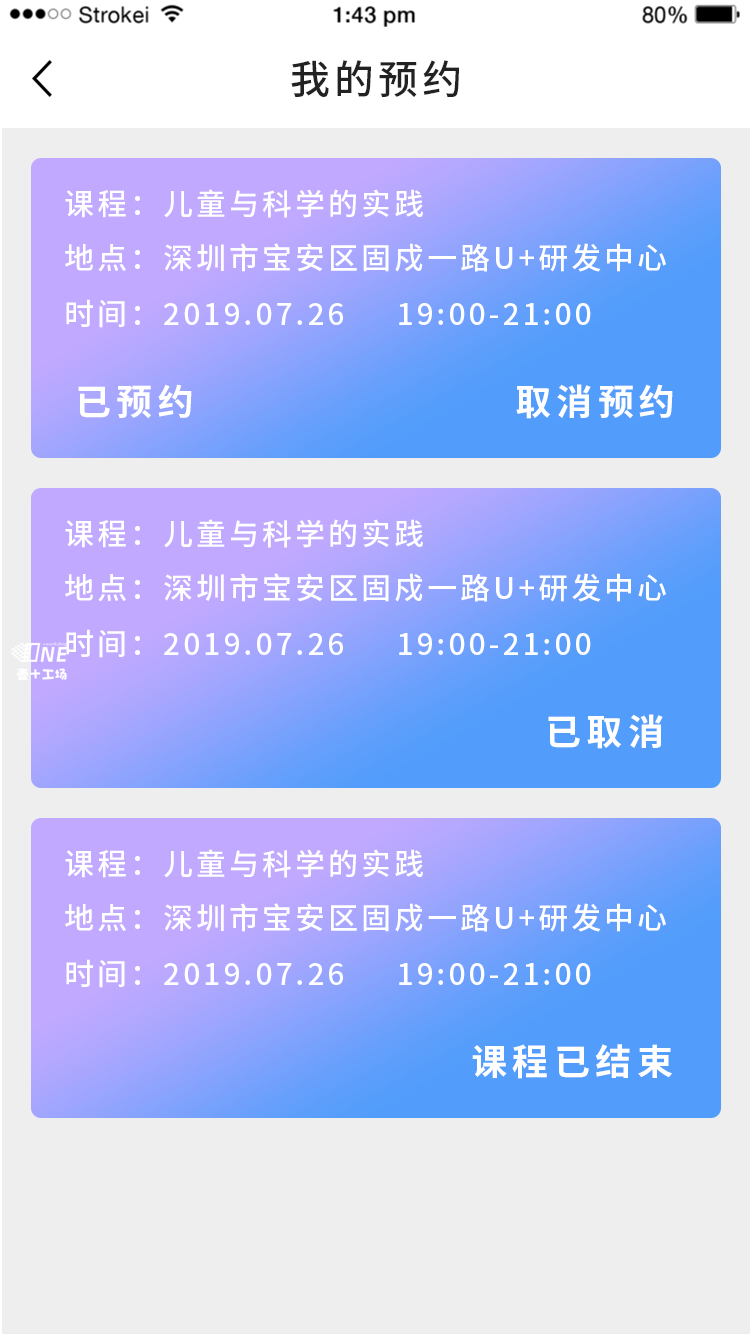 Strokei 1:43 pm 80%
我的预约
课程：儿童与科学的实践
地点：深圳市宝安区固戍一路U+研发中心
时间：2019.07.26 19:00-21:00
已预约 取消预约
课程：儿童与科学的实践
地点：深圳市宝安区固戍一路U+研发中心
时间：2019.07.26 19:00-21:00
ONE
壹十工场
已取消
课程：儿童与科学的实践
地点：深圳市宝安区固戍一路U+研发中心
时间：2019.07.26 19:00-21:00
课程已结束